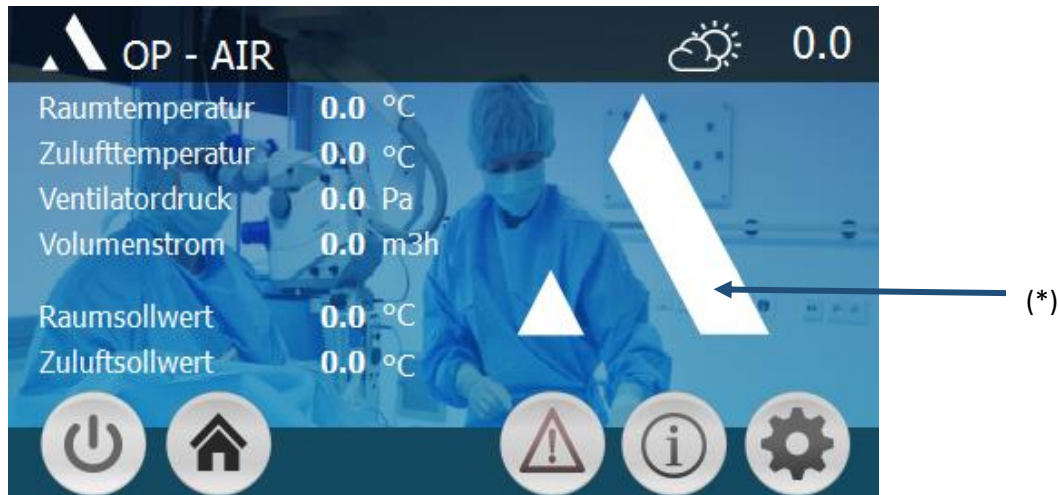 OP - AIR 0.0
Raumtemperatur 0.0 °C
Zulufttemperatur 0.0 °C
Ventilatordruck 0.0 Pa
Volumenstrom 0.0 m3h
(*)
Raumsollwert 0.0 °C
Zuluftsollwert 0.0 °C